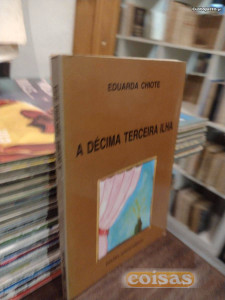 EDUARDA CHIOTE
A DÉCIMA TERCEIRA ILHA
coisas